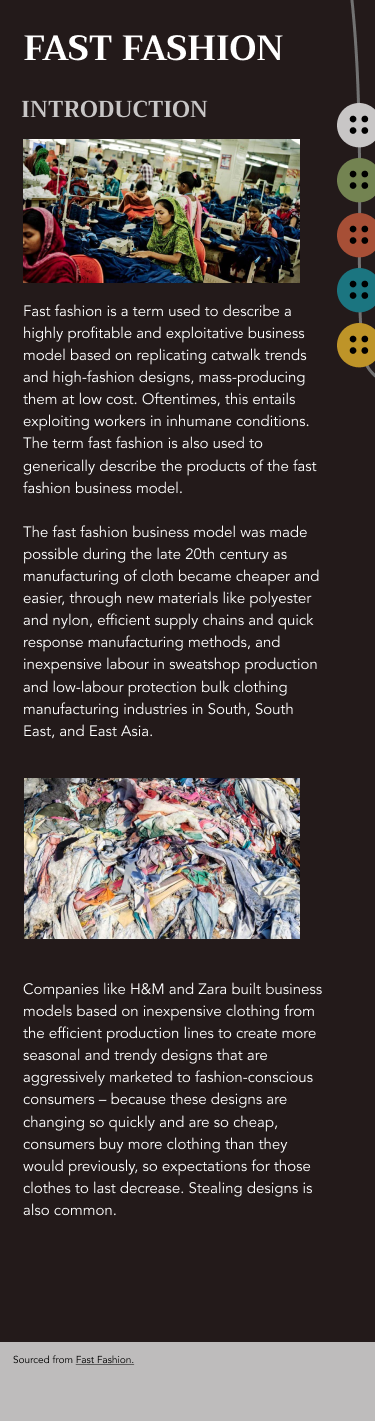 FAST FASHION
INTRODUCTION
Fast fashion is a term used to describe a
highly profitable and exploitative business
model based on replicating catwalk trends
and high-fashion designs, mass-producing
them at low cost. Oftentimes, this entails
exploiting workers in inhumane conditions.
The term fast fashion is also used to
generically describe the products of the fast
fashion business model.
The fast fashion business model was made
possible during the late 20th century as
manufacturing of cloth became cheaper and
easier, through new materials like polyester
and nylon, efficient supply chains and quick
response manufacturing methods, and
inexpensive labour in sweatshop production
and low-labour protection bulk clothing
manufacturing industries in South, South
East, and East Asia.
Companies like H&M and Zara built business
models based on inexpensive clothing from
the efficient production lines to create more
seasonal and trendy designs that are
aggressively marketed to fashion-conscious
consumers – because these designs are
changing so quickly and are so cheap,
consumers buy more clothing than they
would previously, so expectations for those
clothes to last decrease. Stealing designs is
also common.
Sourced from Fast Fashion.